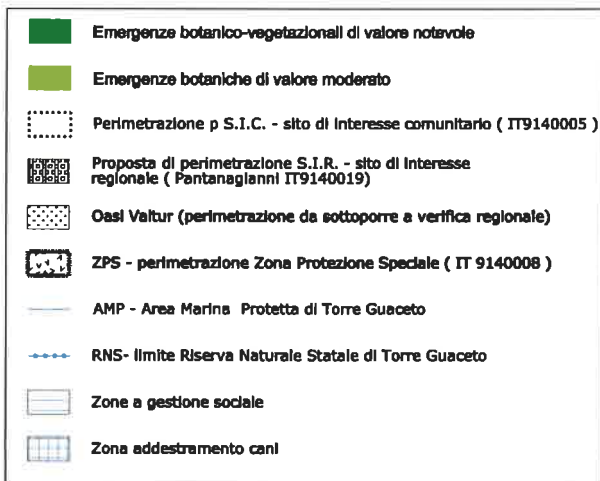 Emergenze botanico-vegetazionali di valore notevole
Emergenze botaniche di valore moderato
Perimetrazione p S.I.C. - sito di interesse comunitario ( IT9140005 )
Proposta di perimetrazione S.I.R. - sito di interesse
regionale ( Pantanagianni IT9140019)
Oasi Valtur (perimetrazione da sottoporre a verifica regionale)
ZPS - perimetrazione Zona Protezione Speciale ( IT 9140008 )
AMP - Area Marina Protetta di Torre Guaceto
RNS- limite Riserva Naturale Statale di Torre Guaceto
Zone a gestione sociale
Zona addestramento cani